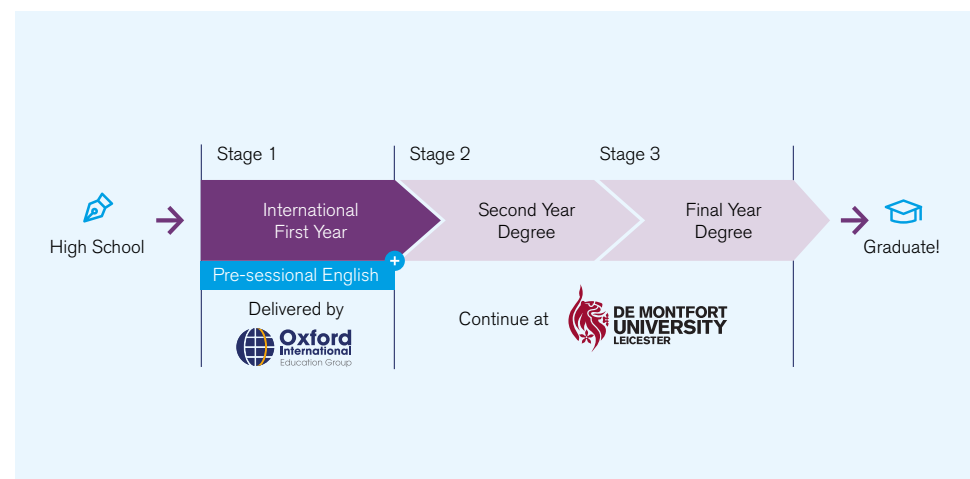 Stage 1
Stage 2
Stage 3
High School
International
First Year
Second Year
Degree
Final Year
Degree
Graduate!
Pre-sessional English
+
Delivered by
Oxford
International
Education Group
Continue at
DE MONTFORT
UNIVERSITY
LEICESTER